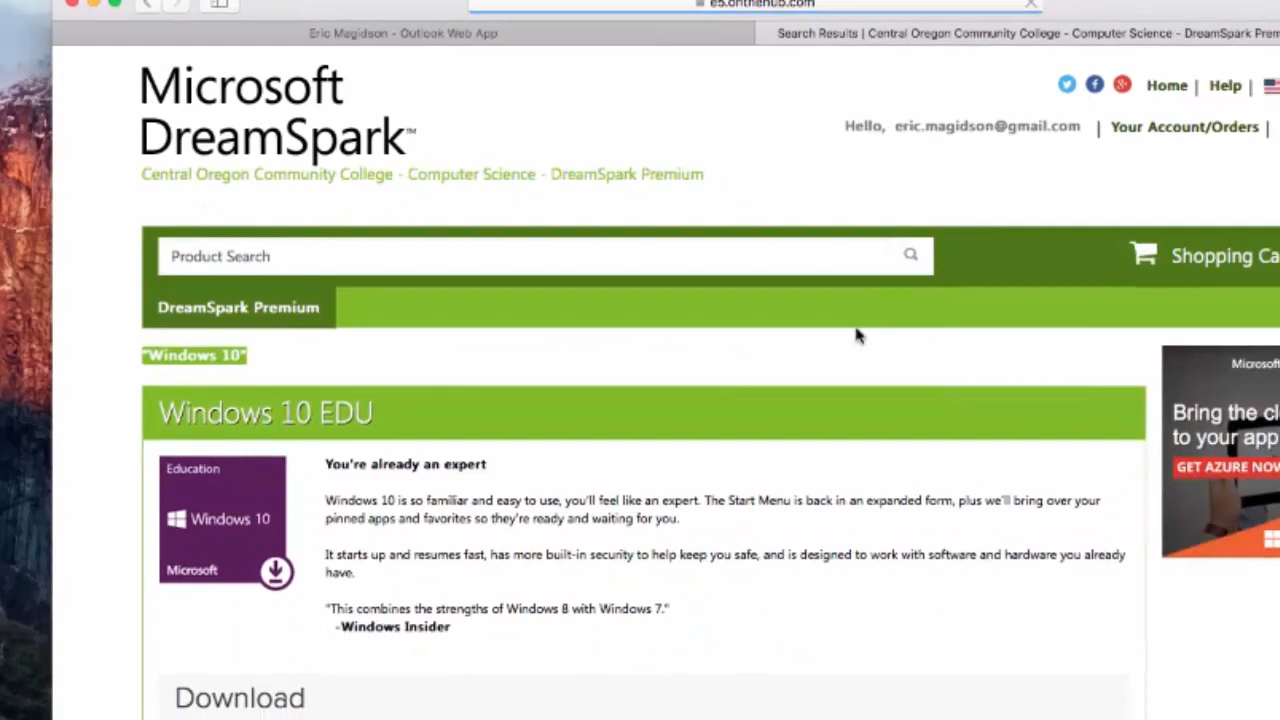 e5.onthehub.com
Eric Magidson - Outlook Web App
Search Results | Central Oregon Community College - Computer Science - DreamSpark Prem
Microsoft
DreamSpark™
Home | Help |
Hello, eric.magidson@gmail.com | Your Account/Orders |
Central Oregon Community College - Computer Science - DreamSpark Premium
Product Search
Shopping Ca
DreamSpark Premium
"Windows 10"
Windows 10 EDU
Education
Windows 10
Microsoft
You're already an expert
Windows 10 is so familiar and easy to use, you'll feel like an expert. The Start Menu is back in an expanded form, plus we'll bring over your
pinned apps and favorites so they're ready and waiting for you.
It starts up and resumes fast, has more built-in security to help keep you safe, and is designed to work with software and hardware you already
have.
"This combines the strengths of Windows 8 with Windows 7."
-Windows Insider
Download
Microsoft
Bring the cl
to your app
GET AZURE NOW